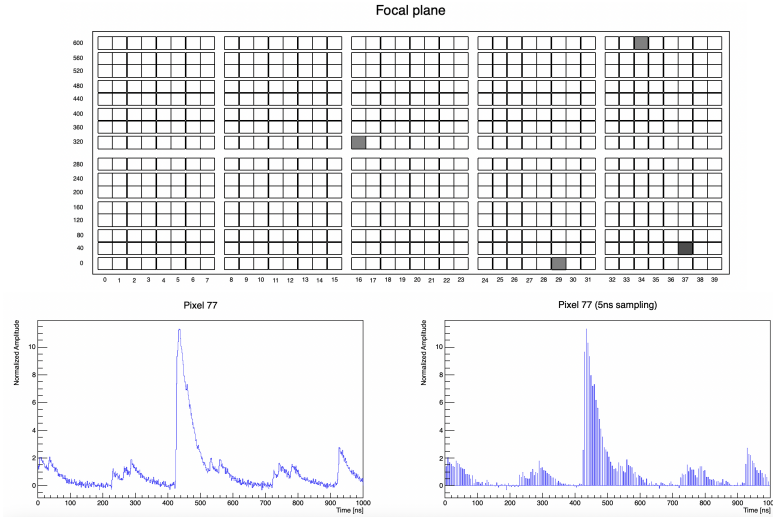 Focal plane
600
560
520
480
440
400
360
320
280
240
200
160
120
80
40
0
0 1 2 3 4 5 6 7 8 9 10 11 12 13 14 15 16 17 18 19 20 21 22 23 24 25 26 27 28 29 30 31 32 33 34 35 36 37 38 39
Pixel 77
Normalized Amplitude
10
8
6
4
2
0
0 100 200 300 400 500 600 700 800 900 1000
Time [ns]
Pixel 77 (5ns sampling)
Normalized Amplitude
10
8
6
4
2
0
0 100 200 300 400 500 600 700 800 900 1000
Time [ns]